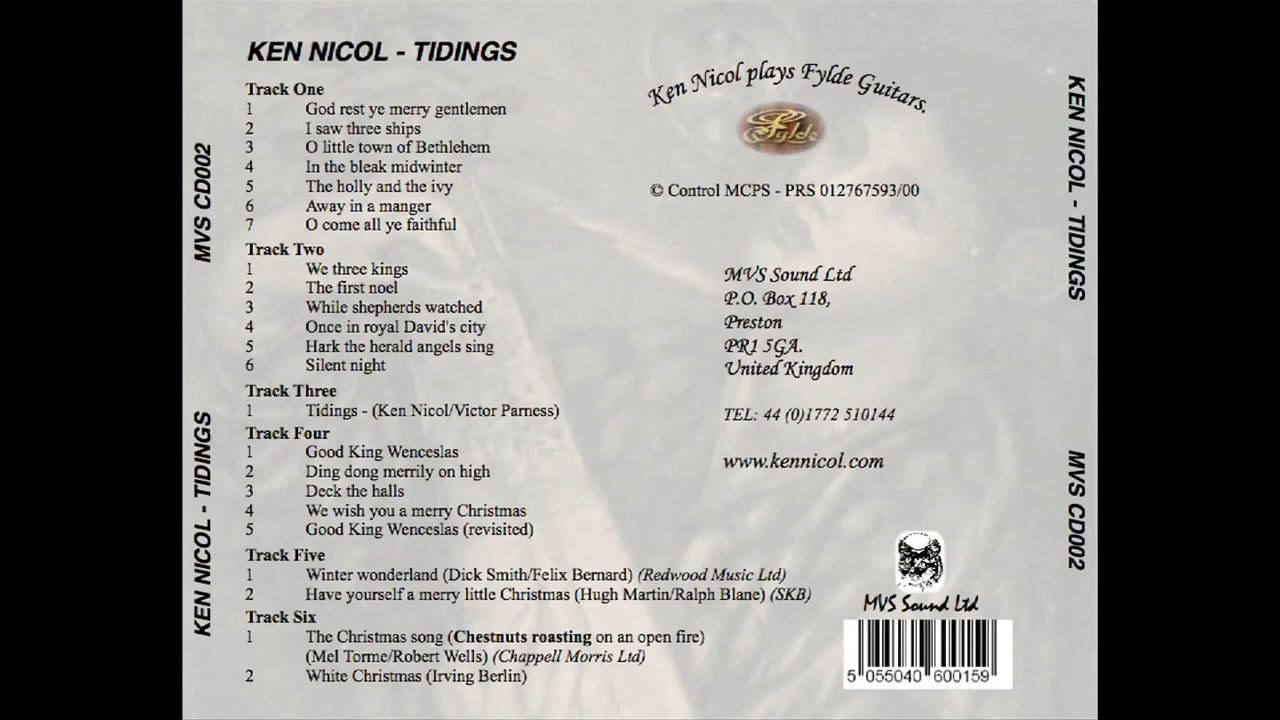 KEN NICOL - TIDINGS
Track One
1 God rest ye merry gentlemen
2 I saw three ships
3 O little town of Bethlehem
4 In the bleak midwinter
5 The holly and the ivy
6 Away in a manger
7 O come all ye faithful
Track Two
1 We three kings
2 The first noel
3 While shepherds watched
4 Once in royal David's city
5 Hark the herald angels sing
6 Silent night
Track Three
1 Tidings - (Ken Nicol/Victor Parness)
Track Four
1 Good King Wenceslas
2 Ding dong merrily on high
3 Deck the halls
4 We wish you a merry Christmas
5 Good King Wenceslas (revisited)
Track Five
1 Winter wonderland (Dick Smith/Felix Bernard) (Redwood Music Ltd)
2 Have yourself a merry little Christmas (Hugh Martin/Ralph Blane) (SKB)
Track Six
1 The Christmas song (Chestnuts roasting on an open fire)
(Mel Torme/Robert Wells) (Chappell Morris Ltd)
2 White Christmas (Irving Berlin)
Ken Nicol plays Fylde Guitars.
Fylde
© Control MCPS - PRS 012767593/00
MVS Sound Ltd
P.O. Box 118,
Preston
PR1 5GA.
United Kingdom
TEL: 44 (0)1772 510144
www.kennicol.com
MVS Sound Ltd
5 055040 600159
MVS CD002
KEN NICOL - TIDINGS
KEN NICOL - TIDINGS
MVS CD002